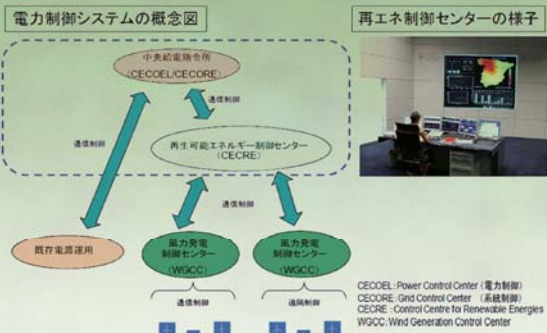 電力制御システムの概念図
再エネ制御センターの様子
中央給電指令所
(CECOEL/CECORE)
通信制御
通信制御
再生可能エネルギー制御センター
(CECRE)
通信制御
既存電源運用
風力発電
制御センター
(WGCC)
風力発電
制御センター
(WGCC)
通信制御
遠隔制御
CECOEL:Power Control Center (電力制御)
CECORE:Grid Control Center (系統制御)
CECRE:Control Centre for Renewable Energies
WGCC:Wind Generation Control Center